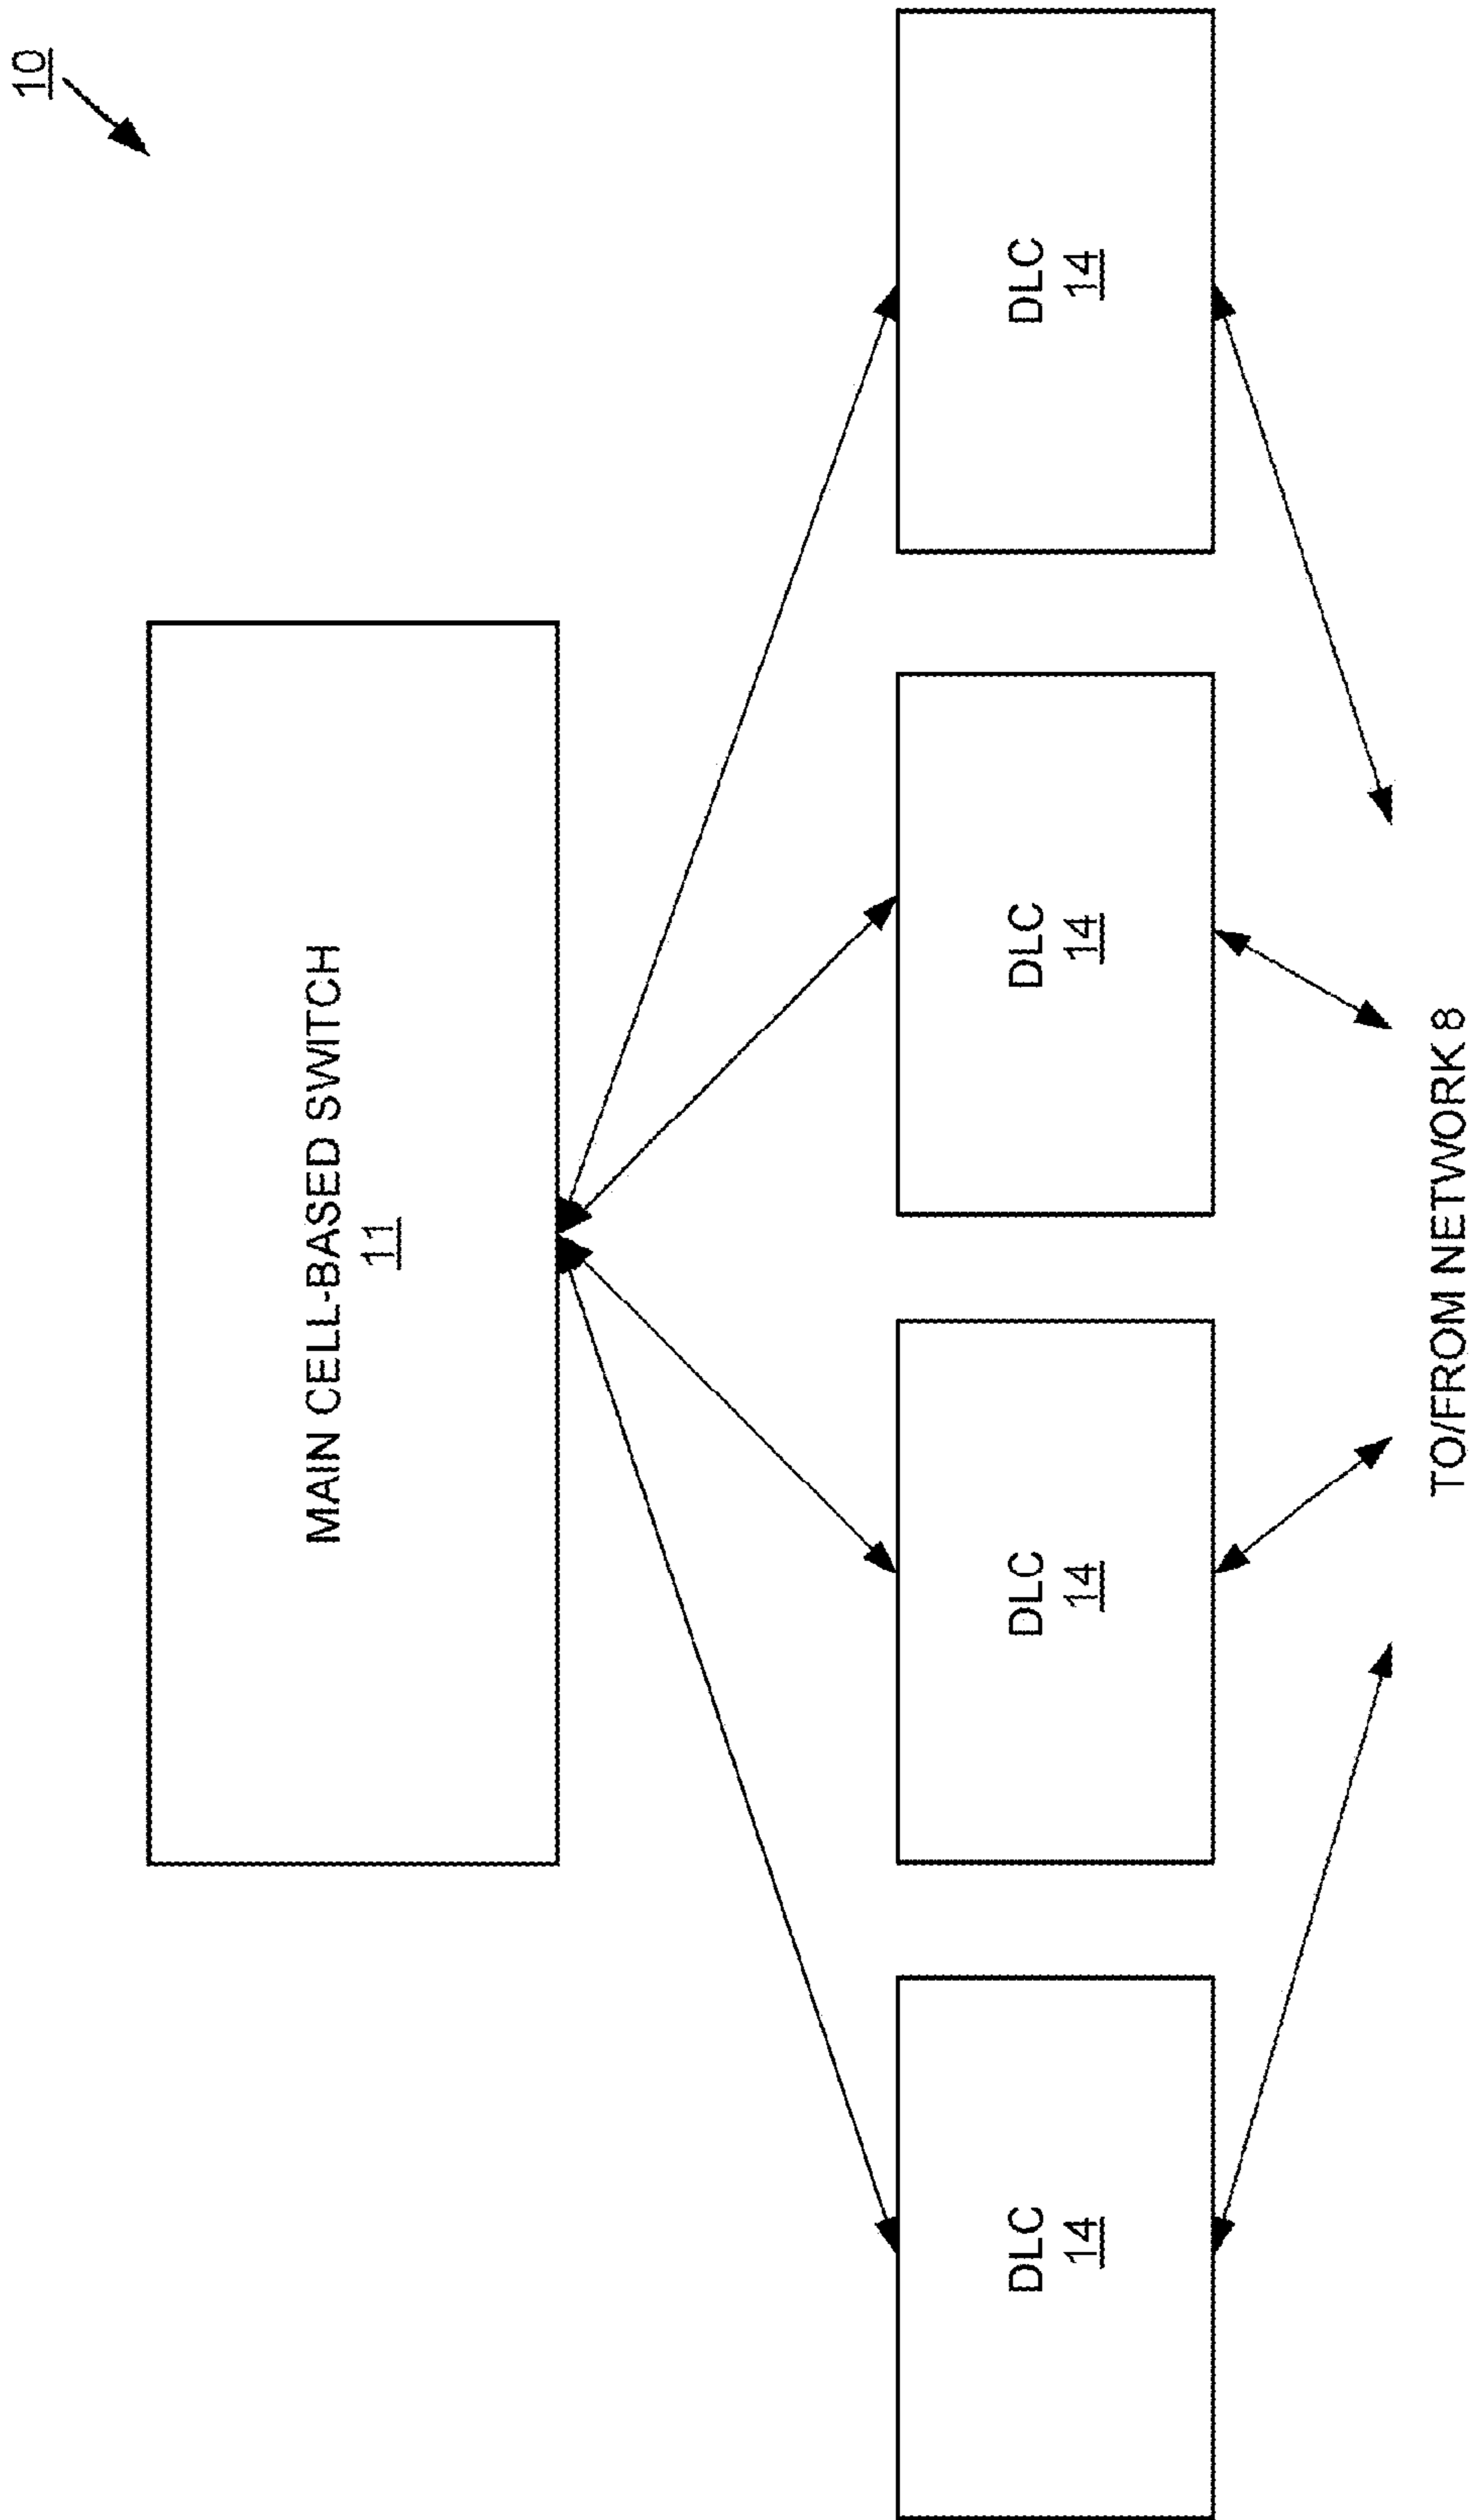 10
MAIN CELL-BASED SWITCH
11
DLC
14
DLC
14
DLC
14
DLC
14
TO/FROM NETWORK 8